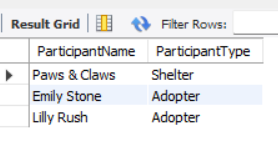 Result Grid Filter Rows:
ParticipantName ParticipantType
Paws & Claws Shelter
Emily Stone Adopter
Lilly Rush Adopter